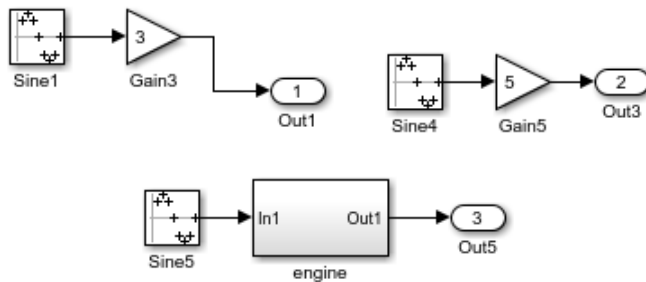 3
Sine1
Gain3
1
Out1
5
Sine4
Gain5
2
Out3
In1
Out1
Sine5
engine
3
Out5